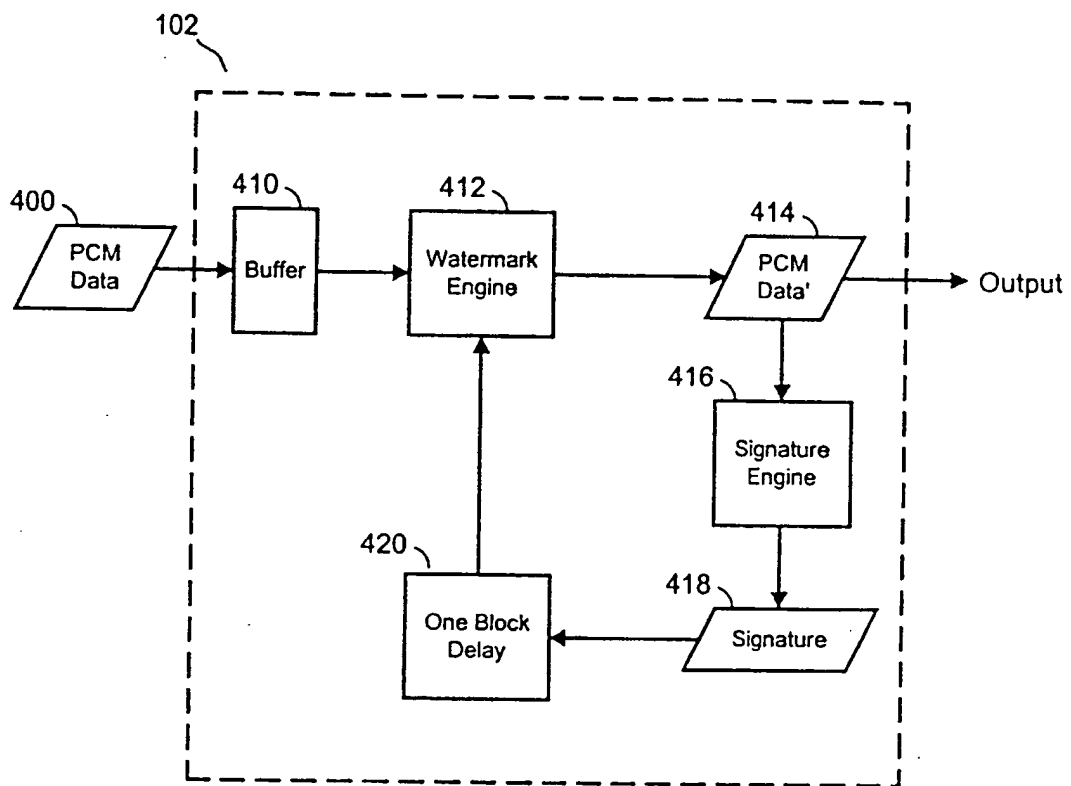 102
400
PCM
Data
410
Buffer
412
Watermark
Engine
414
PCM
Data'
Output
416
Signature
Engine
418
Signature
420
One Block
Delay